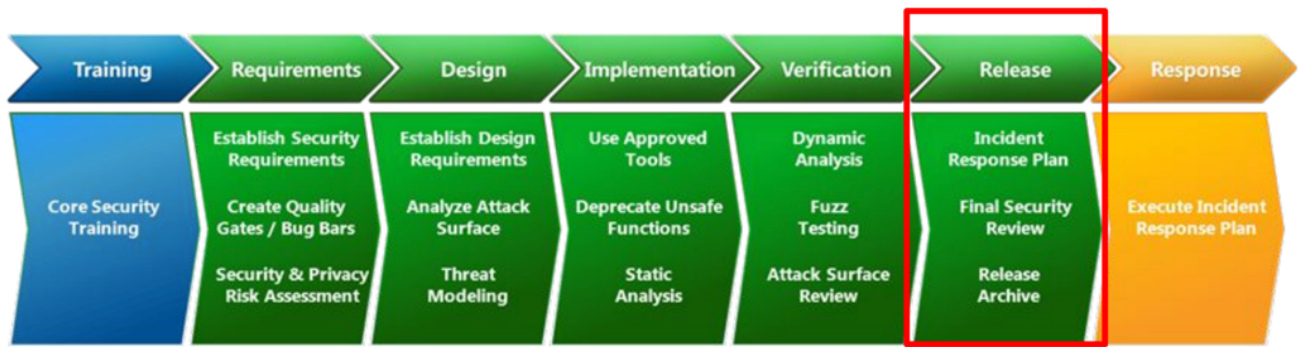 Training
Requirements
Design
Implementation
Verification
Release
Response
Core Security
Training
Establish Security
Requirements
Create Quality
Gates / Bug Bars
Security & Privacy
Risk Assessment
Establish Design
Requirements
Analyze Attack
Surface
Threat
Modeling
Use Approved
Tools
Deprecate Unsafe
Functions
Static
Analysis
Dynamic
Analysis
Fuzz
Testing
Attack Surface
Review
Incident
Response Plan
Final Security
Review
Release
Archive
Execute Incident
Response Plan